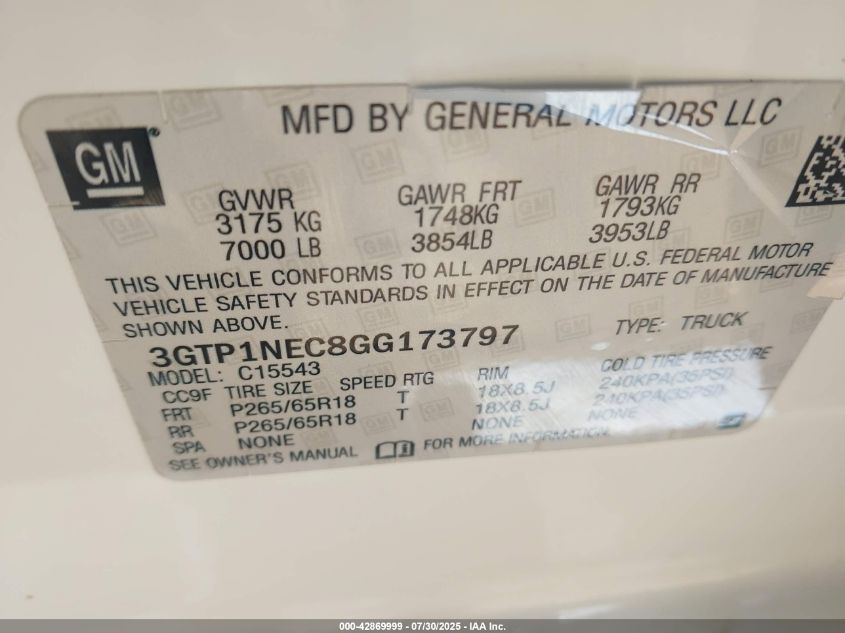 MFD BY GENERAL MOTORS LLC
GM®
GVWR GAWR FRT GAWR RR
3175 KG 1748KG 1793KG
7000 LB 3854LB 3953LB
THIS VEHICLE CONFORMS TO ALL APPLICABLE U.S. FEDERAL MOTOR
VEHICLE SAFETY STANDARDS IN EFFECT ON THE DATE OF MANUFACTURE
SHOWN ABOVE.
3GTP1NEC8GG173797 TYPE: TRUCK
MODEL: C15543
CC9F TIRE SIZE SPEED RTG RIM COLD TIRE PRESSURE
FRT P265/65R18 T 18X8.5J 240KPA(35PSI)
RR P265/65R18 T 18X8.5J 240KPA(35PSI)
SPA NONE NONE NONE
SEE OWNER'S MANUAL FOR MORE INFORMATION.
000-42869999 / 07/30/2025 - IAA Inc.